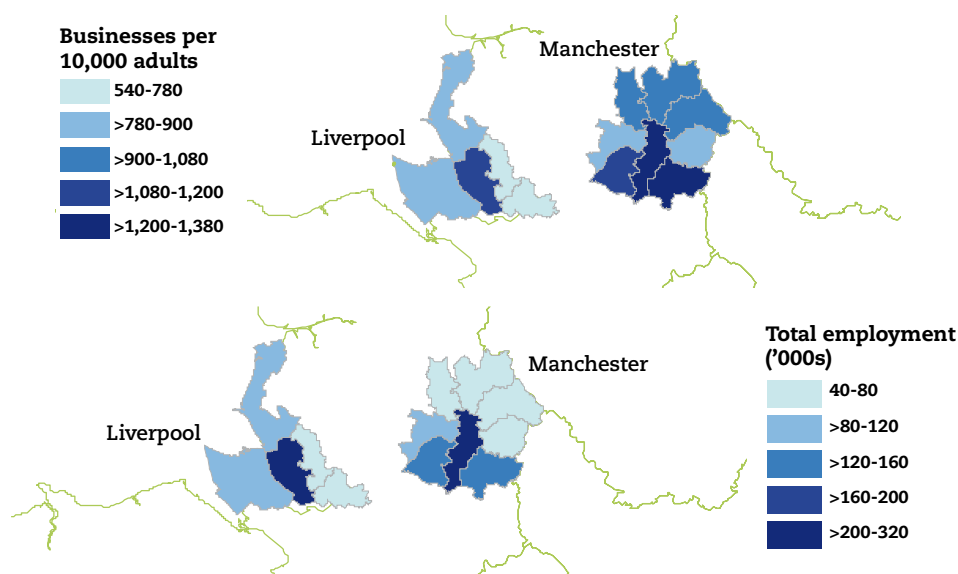 Businesses per
10,000 adults
540-780
>780-900
>900-1,080
>1,080-1,200
>1,200-1,380
Manchester
Liverpool
Manchester
Liverpool
Total employment
('000s)
40-80
>80-120
>120-160
>160-200
>200-320